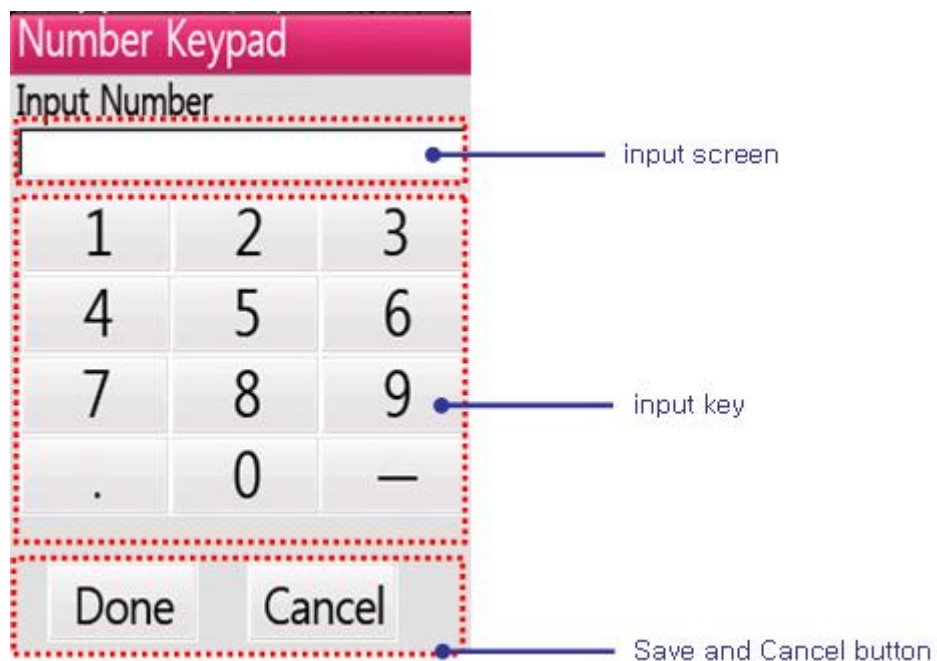 Number Keypad
Input Number
input screen
1 2 3
4 5 6
7 8 9
input key
. 0 –
Done Cancel
Save and Cancel button